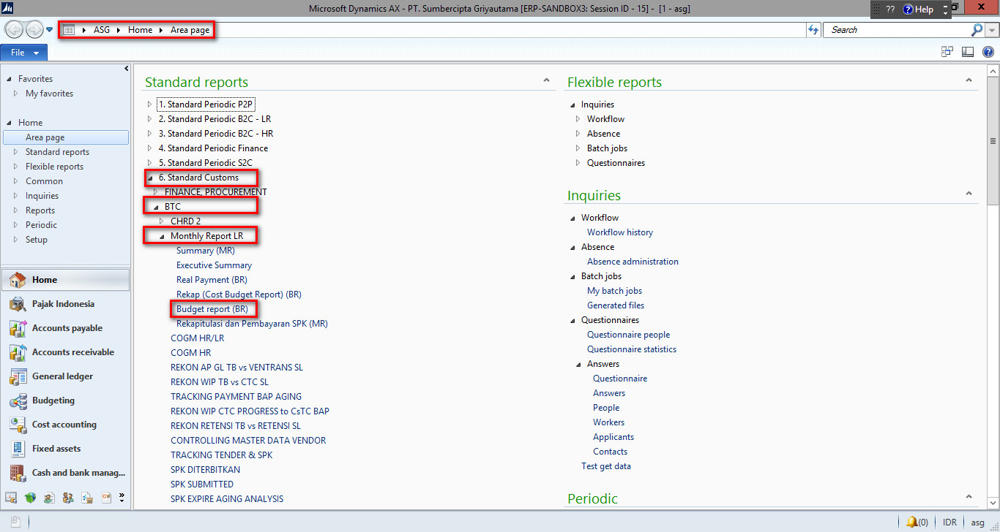 Microsoft Dynamics AX - PT. Sumbercipta Griyautama [ERP-SANDBOX3: Session ID - 15] - [1 - asg]
?? Help
ASG Home Area page
Search
File
Favorites
My favorites
Home
Area page
Standard reports
Flexible reports
Common
Inquiries
Reports
Periodic
Setup
Home
Pajak Indonesia
Accounts payable
Accounts receivable
General ledger
Budgeting
Cost accounting
Fixed assets
Cash and bank manag...
Standard reports
1. Standard Periodic P2P
2. Standard Periodic B2C - LR
3. Standard Periodic B2C - HR
4. Standard Periodic Finance
5. Standard Periodic S2C
6. Standard Customs
FINANCE, PROCUREMENT
BTC
CHRD 2
Monthly Report LR
Summary (MR)
Executive Summary
Real Payment (BR)
Rekap (Cost Budget Report) (BR)
Budget report (BR)
Rekapitulasi dan Pembayaran SPK (MR)
COGM HR/LR
COGM HR
REKON AP GL TB vs VENTRANS SL
REKON WIP TB vs CTC SL
TRACKING PAYMENT BAP AGING
REKON WIP CTC PROGRESS to CsTC BAP
REKON RETENSI TB vs RETENSI SL
CONTROLLING MASTER DATA VENDOR
TRACKING TENDER & SPK
SPK DITERBITKAN
SPK SUBMITTED
SPK EXPIRE AGING ANALYSIS
Flexible reports
Inquiries
Workflow
Absence
Batch jobs
Questionnaires
Inquiries
Workflow
Workflow history
Absence
Absence administration
Batch jobs
My batch jobs
Generated files
Questionnaires
Questionnaire people
Questionnaire statistics
Answers
Questionnaire
Answers
People
Workers
Applicants
Contacts
Test get data
Periodic
(0) IDR asg